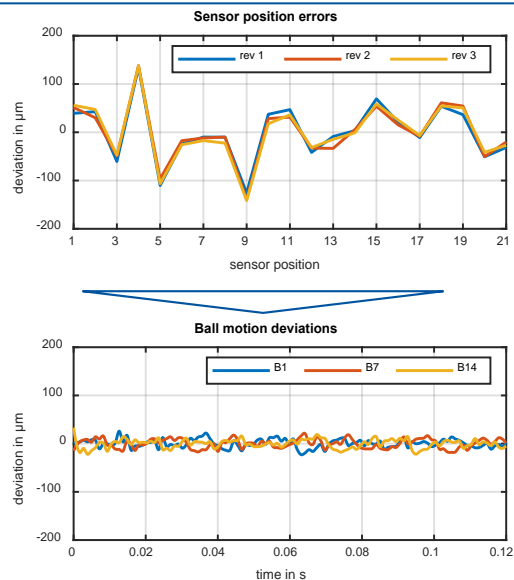 Sensor position errors
200
rev 1 rev 2 rev 3
100
0
-100
-200
deviation in µm
1 3 5 7 9 11 13 15 17 19 21
sensor position
Ball motion deviations
200
B1 B7 B14
100
0
-100
-200
deviation in µm
0 0.02 0.04 0.06 0.08 0.1 0.12
time in s